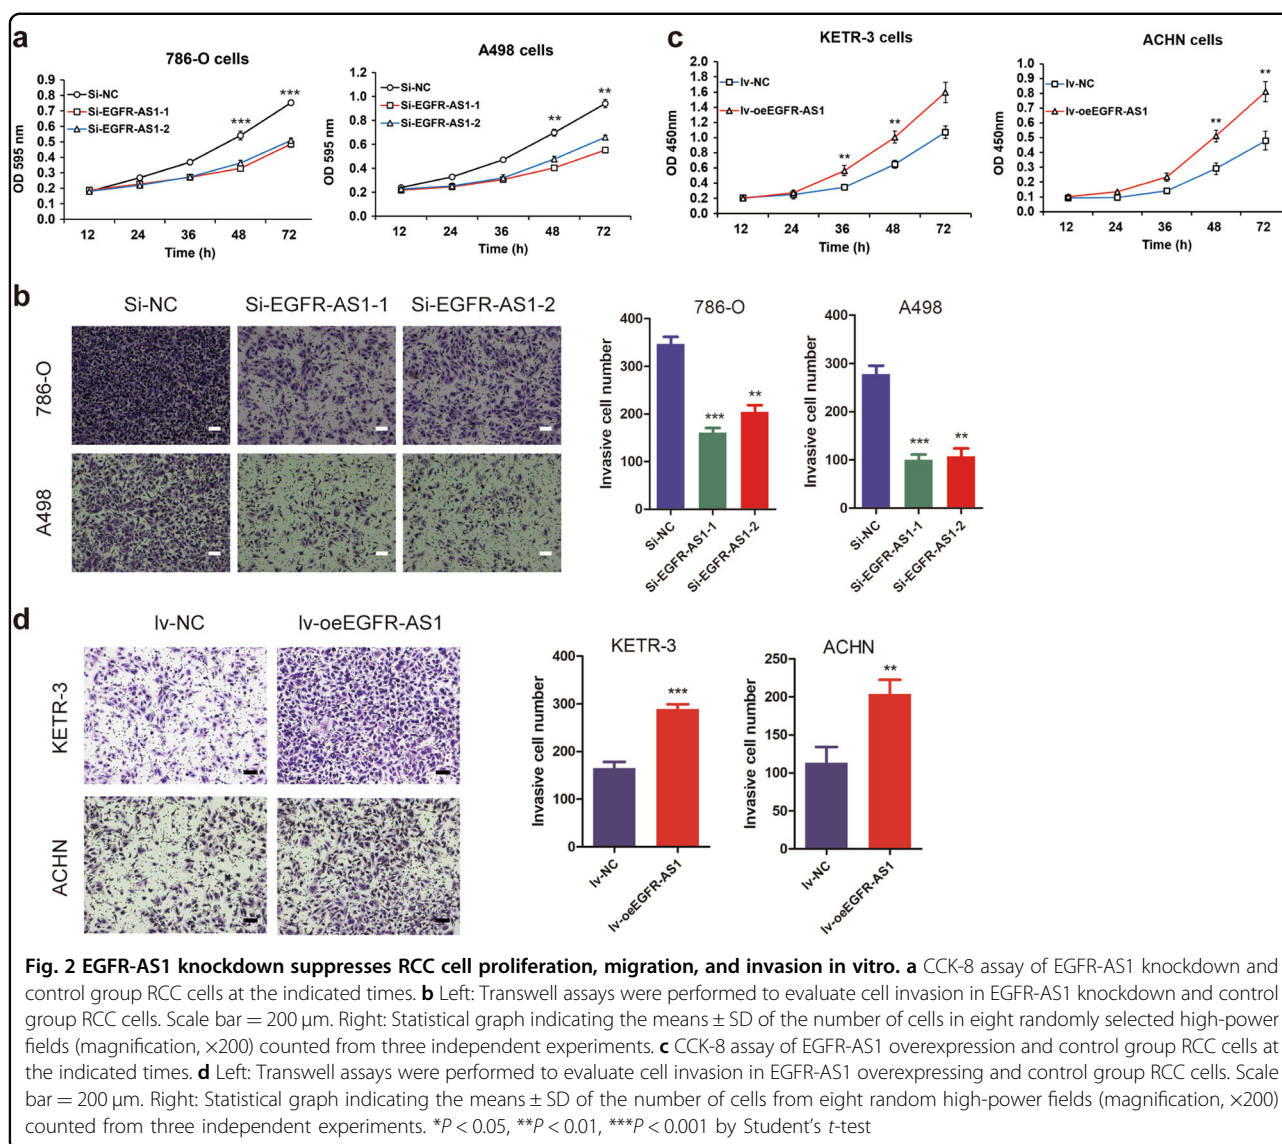 a
786-O cells
0.9
0.8
0.7
0.6
0.5
0.4
0.3
0.2
0.1
0.0
OD 595 nm
Si-NC
Si-EGFR-AS1-1
Si-EGFR-AS1-2
***
***
12 24 36 48 72
Time (h)
A498 cells
1.2
1.0
0.8
0.6
0.4
0.2
0.0
OD 595 nm
Si-NC
Si-EGFR-AS1-1
Si-EGFR-AS1-2
**
**
12 24 36 48 72
Time (h)
c
KETR-3 cells
2.0
1.8
1.6
1.4
1.2
1.0
0.8
0.6
0.4
0.2
0.0
OD 450nm
lv-NC
lv-oeEGFR-AS1
**
**
12 24 36 48 72
Time (h)
ACHN cells
1.0
0.9
0.8
0.7
0.6
0.5
0.4
0.3
0.2
0.1
0.0
OD 450nm
lv-NC
lv-oeEGFR-AS1
**
**
12 24 36 48 72
Time (h)
b
Si-NC Si-EGFR-AS1-1 Si-EGFR-AS1-2
786-O
A498
786-O
400
300
200
100
0
Invasive cell number
***
**
Si-NC
Si-EGFR-AS1-1
Si-EGFR-AS1-2
A498
400
300
200
100
0
Invasive cell number
***
**
Si-NC
Si-EGFR-AS1-1
Si-EGFR-AS1-2
d
lv-NC lv-oeEGFR-AS1
KETR-3
ACHN
KETR-3
400
300
200
100
0
Invasive cell number
***
lv-NC
lv-oeEGFR-AS1
ACHN
250
200
150
100
50
0
Invasive cell number
**
lv-NC
lv-oeEGFR-AS1
Fig. 2 EGFR-AS1 knockdown suppresses RCC cell proliferation, migration, and invasion in vitro. a CCK-8 assay of EGFR-AS1 knockdown and
control group RCC cells at the indicated times. b Left: Transwell assays were performed to evaluate cell invasion in EGFR-AS1 knockdown and control
group RCC cells. Scale bar = 200 μm. Right: Statistical graph indicating the means ± SD of the number of cells in eight randomly selected high-power
fields (magnification, ×200) counted from three independent experiments. c CCK-8 assay of EGFR-AS1 overexpression and control group RCC cells at
the indicated times. d Left: Transwell assays were performed to evaluate cell invasion in EGFR-AS1 overexpressing and control group RCC cells. Scale
bar = 200 μm. Right: Statistical graph indicating the means ± SD of the number of cells from eight random high-power fields (magnification, ×200)
counted from three independent experiments. *P < 0.05, **P < 0.01, ***P < 0.001 by Student's t-test